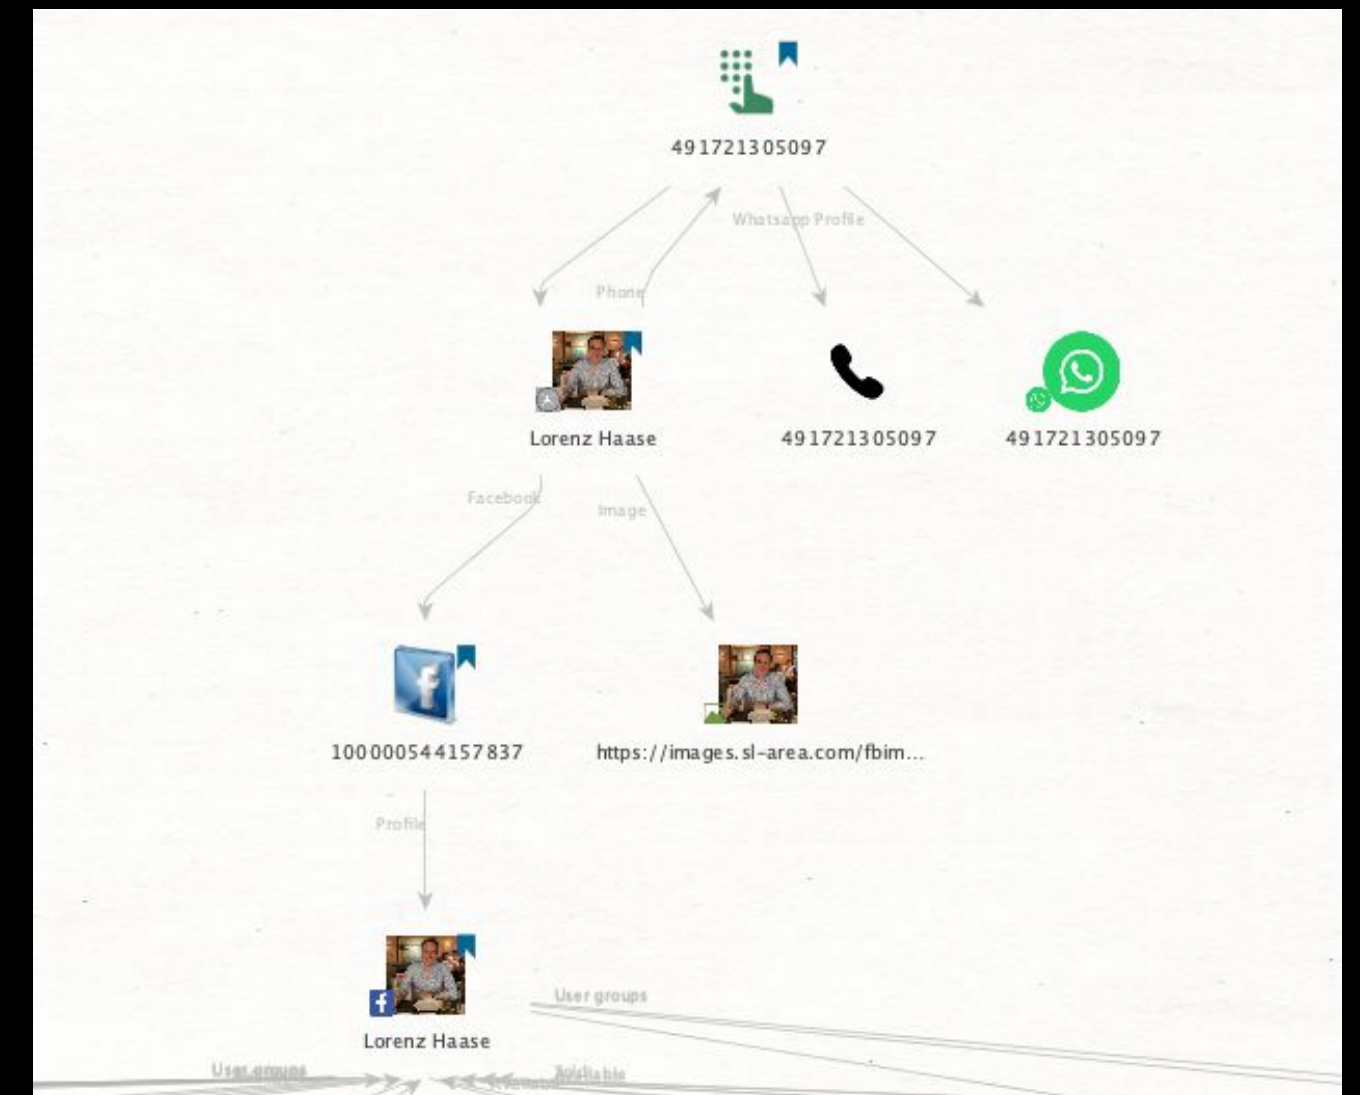 491721305097
Whatsapp Profile
Phone
Lorenz Haase
491721305097
491721305097
Facebook
Image
100000544157837
https://images.sl-area.com/fbim...
Profile
User groups
Lorenz Haase
User groups